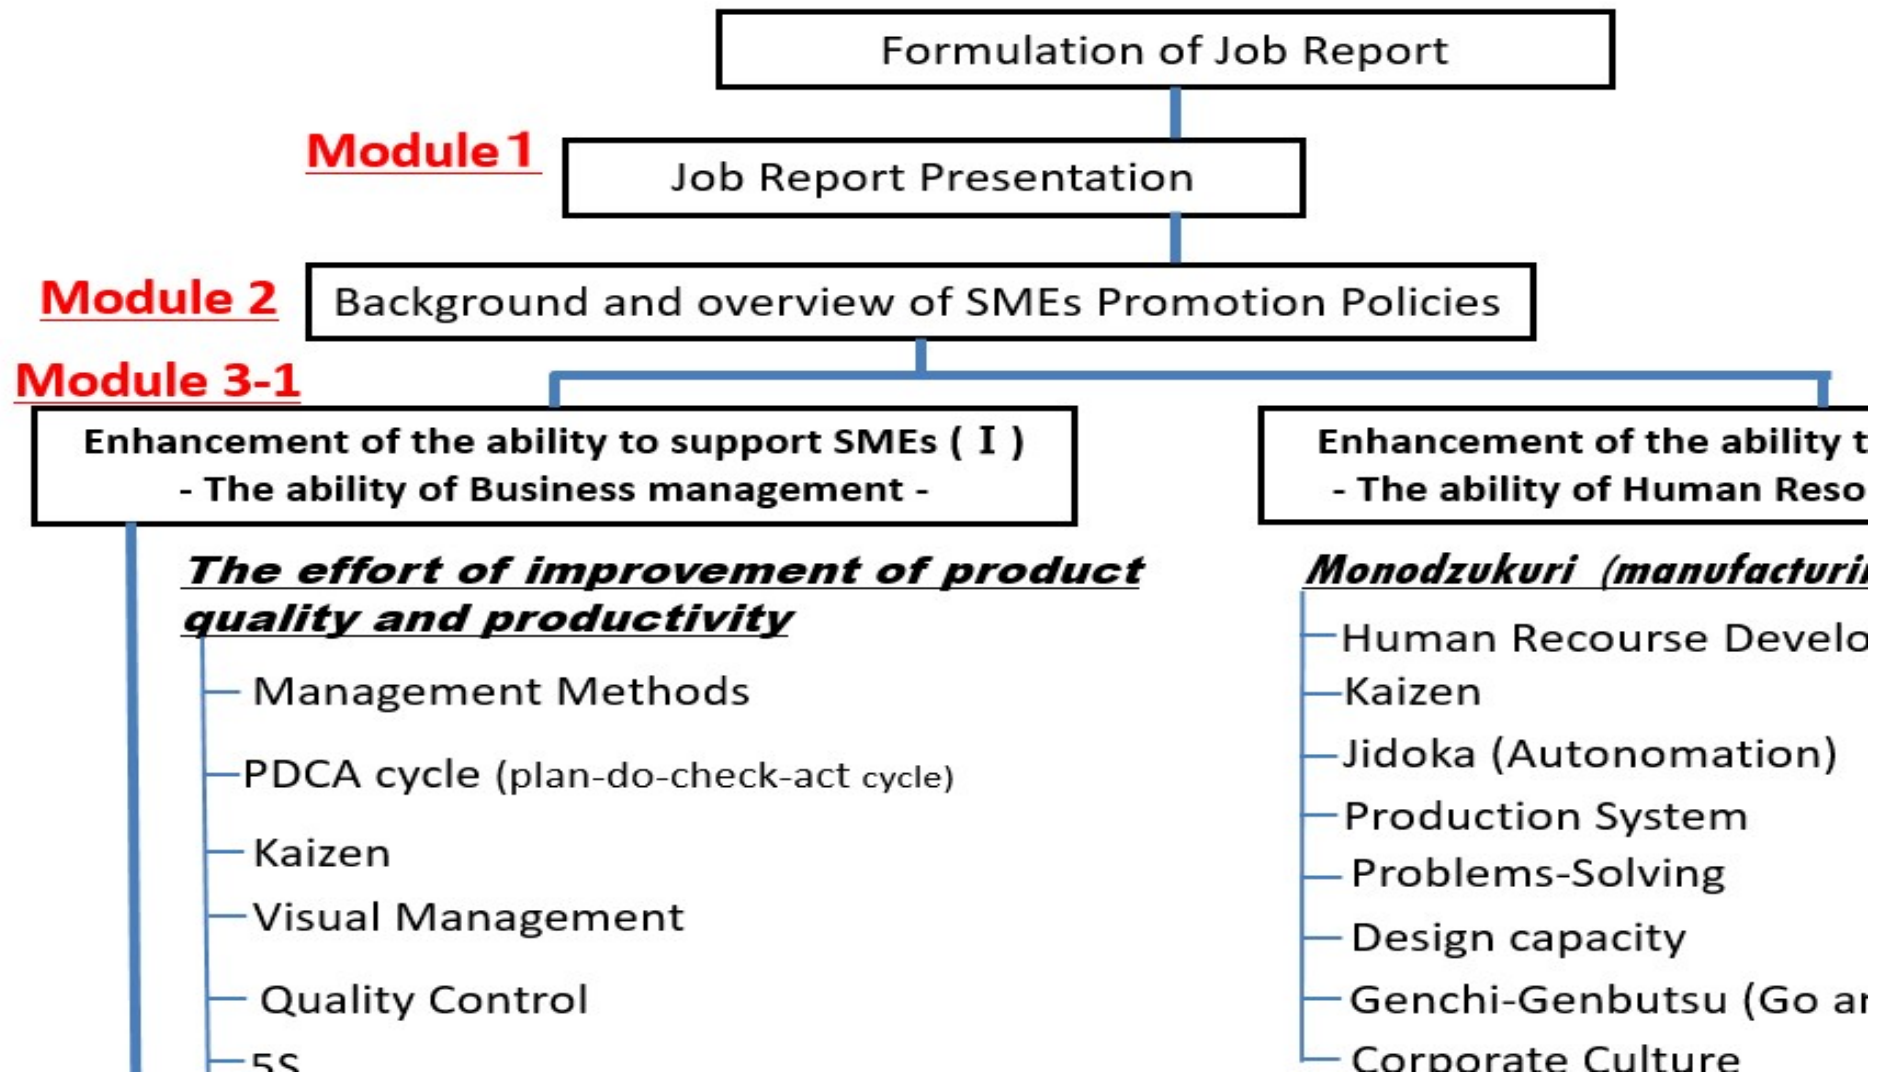 Formulation of Job Report
Module 1
Job Report Presentation
Module 2
Background and overview of SMEs Promotion Policies
Module 3-1
Enhancement of the ability to support SMEs ( I )
- The ability of Business management -
The effort of improvement of product
quality and productivity
Management Methods
PDCA cycle (plan-do-check-act cycle)
Kaizen
Visual Management
Quality Control
5S
Enhancement of the ability
- The ability of Human
Monodzukuri
Human Recourse
Kaizen
Jidoka (Autonomation)
Production System
Problems-Solving
Design capacity
Genchi-Genbutsu (Go
Corporate Culture